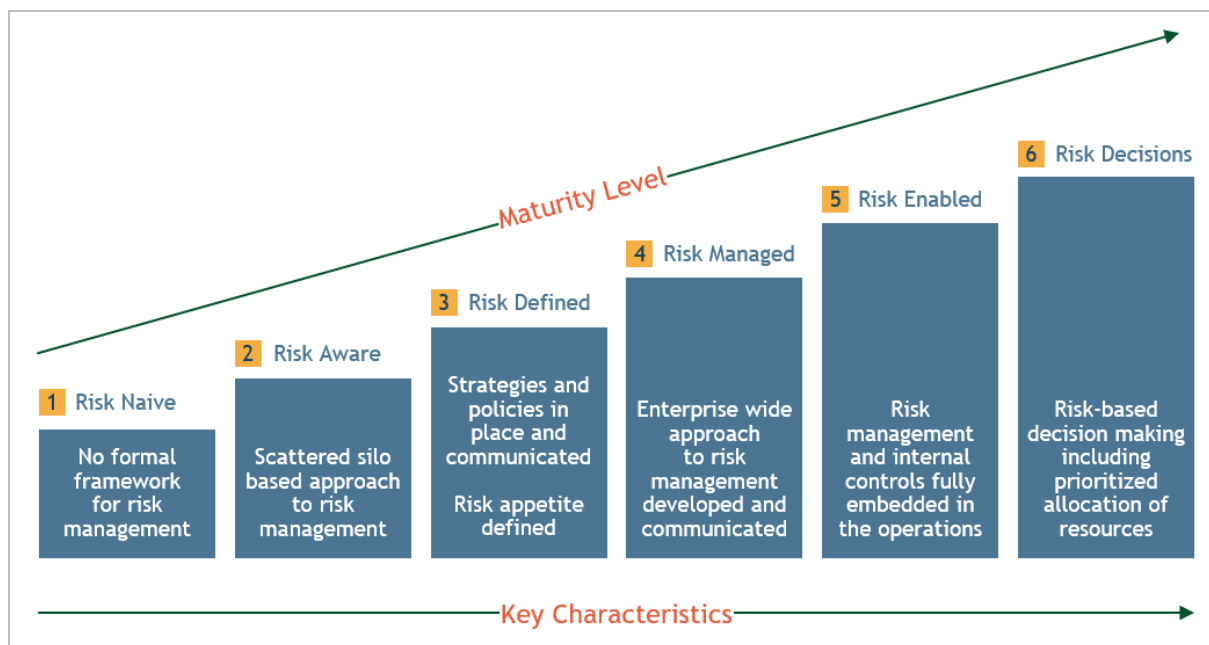 Maturity Level
1 Risk Naive
No formal
framework
for risk
management
2 Risk Aware
Scattered silo
based approach
to risk
management
3 Risk Defined
Strategies and
policies in
place and
communicated
Risk appetite
defined
4 Risk Managed
Enterprise wide
approach
to risk
management
developed and
communicated
5 Risk Enabled
Risk
management
and internal
controls fully
embedded in
the operations
6 Risk Decisions
Risk-based
decision making
including
prioritized
allocation of
resources
Key Characteristics